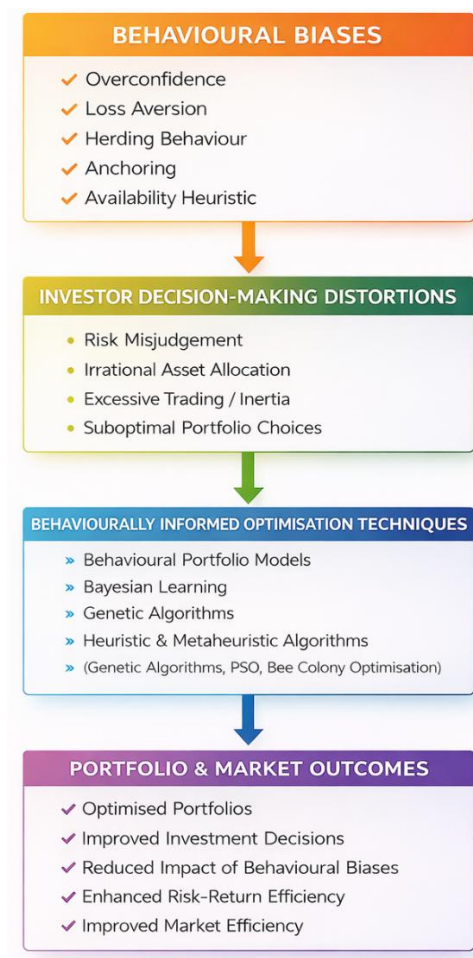 BEHAVIOURAL BIASES
Overconfidence
Loss Aversion
Herding Behaviour
Anchoring
Availability Heuristic
INVESTOR DECISION-MAKING DISTORTIONS
Risk Misjudgement
Irrational Asset Allocation
Excessive Trading / Inertia
Suboptimal Portfolio Choices
BEHAVIOURALLY INFORMED OPTIMISATION TECHNIQUES
Behavioural Portfolio Models
Bayesian Learning
Genetic Algorithms
Heuristic & Metaheuristic Algorithms
(Genetic Algorithms, PSO, Bee Colony Optimisation)
PORTFOLIO & MARKET OUTCOMES
Optimised Portfolios
Improved Investment Decisions
Reduced Impact of Behavioural Biases
Enhanced Risk-Return Efficiency
Improved Market Efficiency